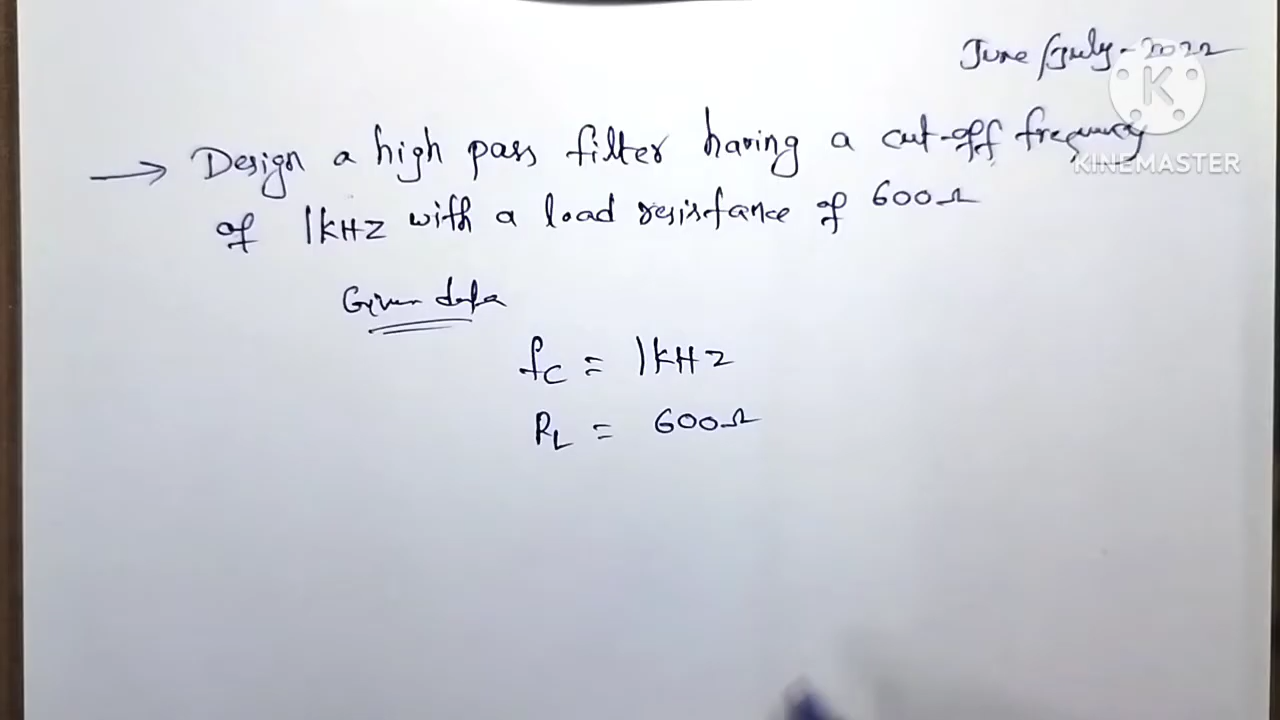 June/July-2022
K
KINEMASTER
→ Design a high pass filter having a cut-off frequency
of 1kHz with a load resistance of 600Ω
Given data
fc = 1kHz
RL = 600Ω